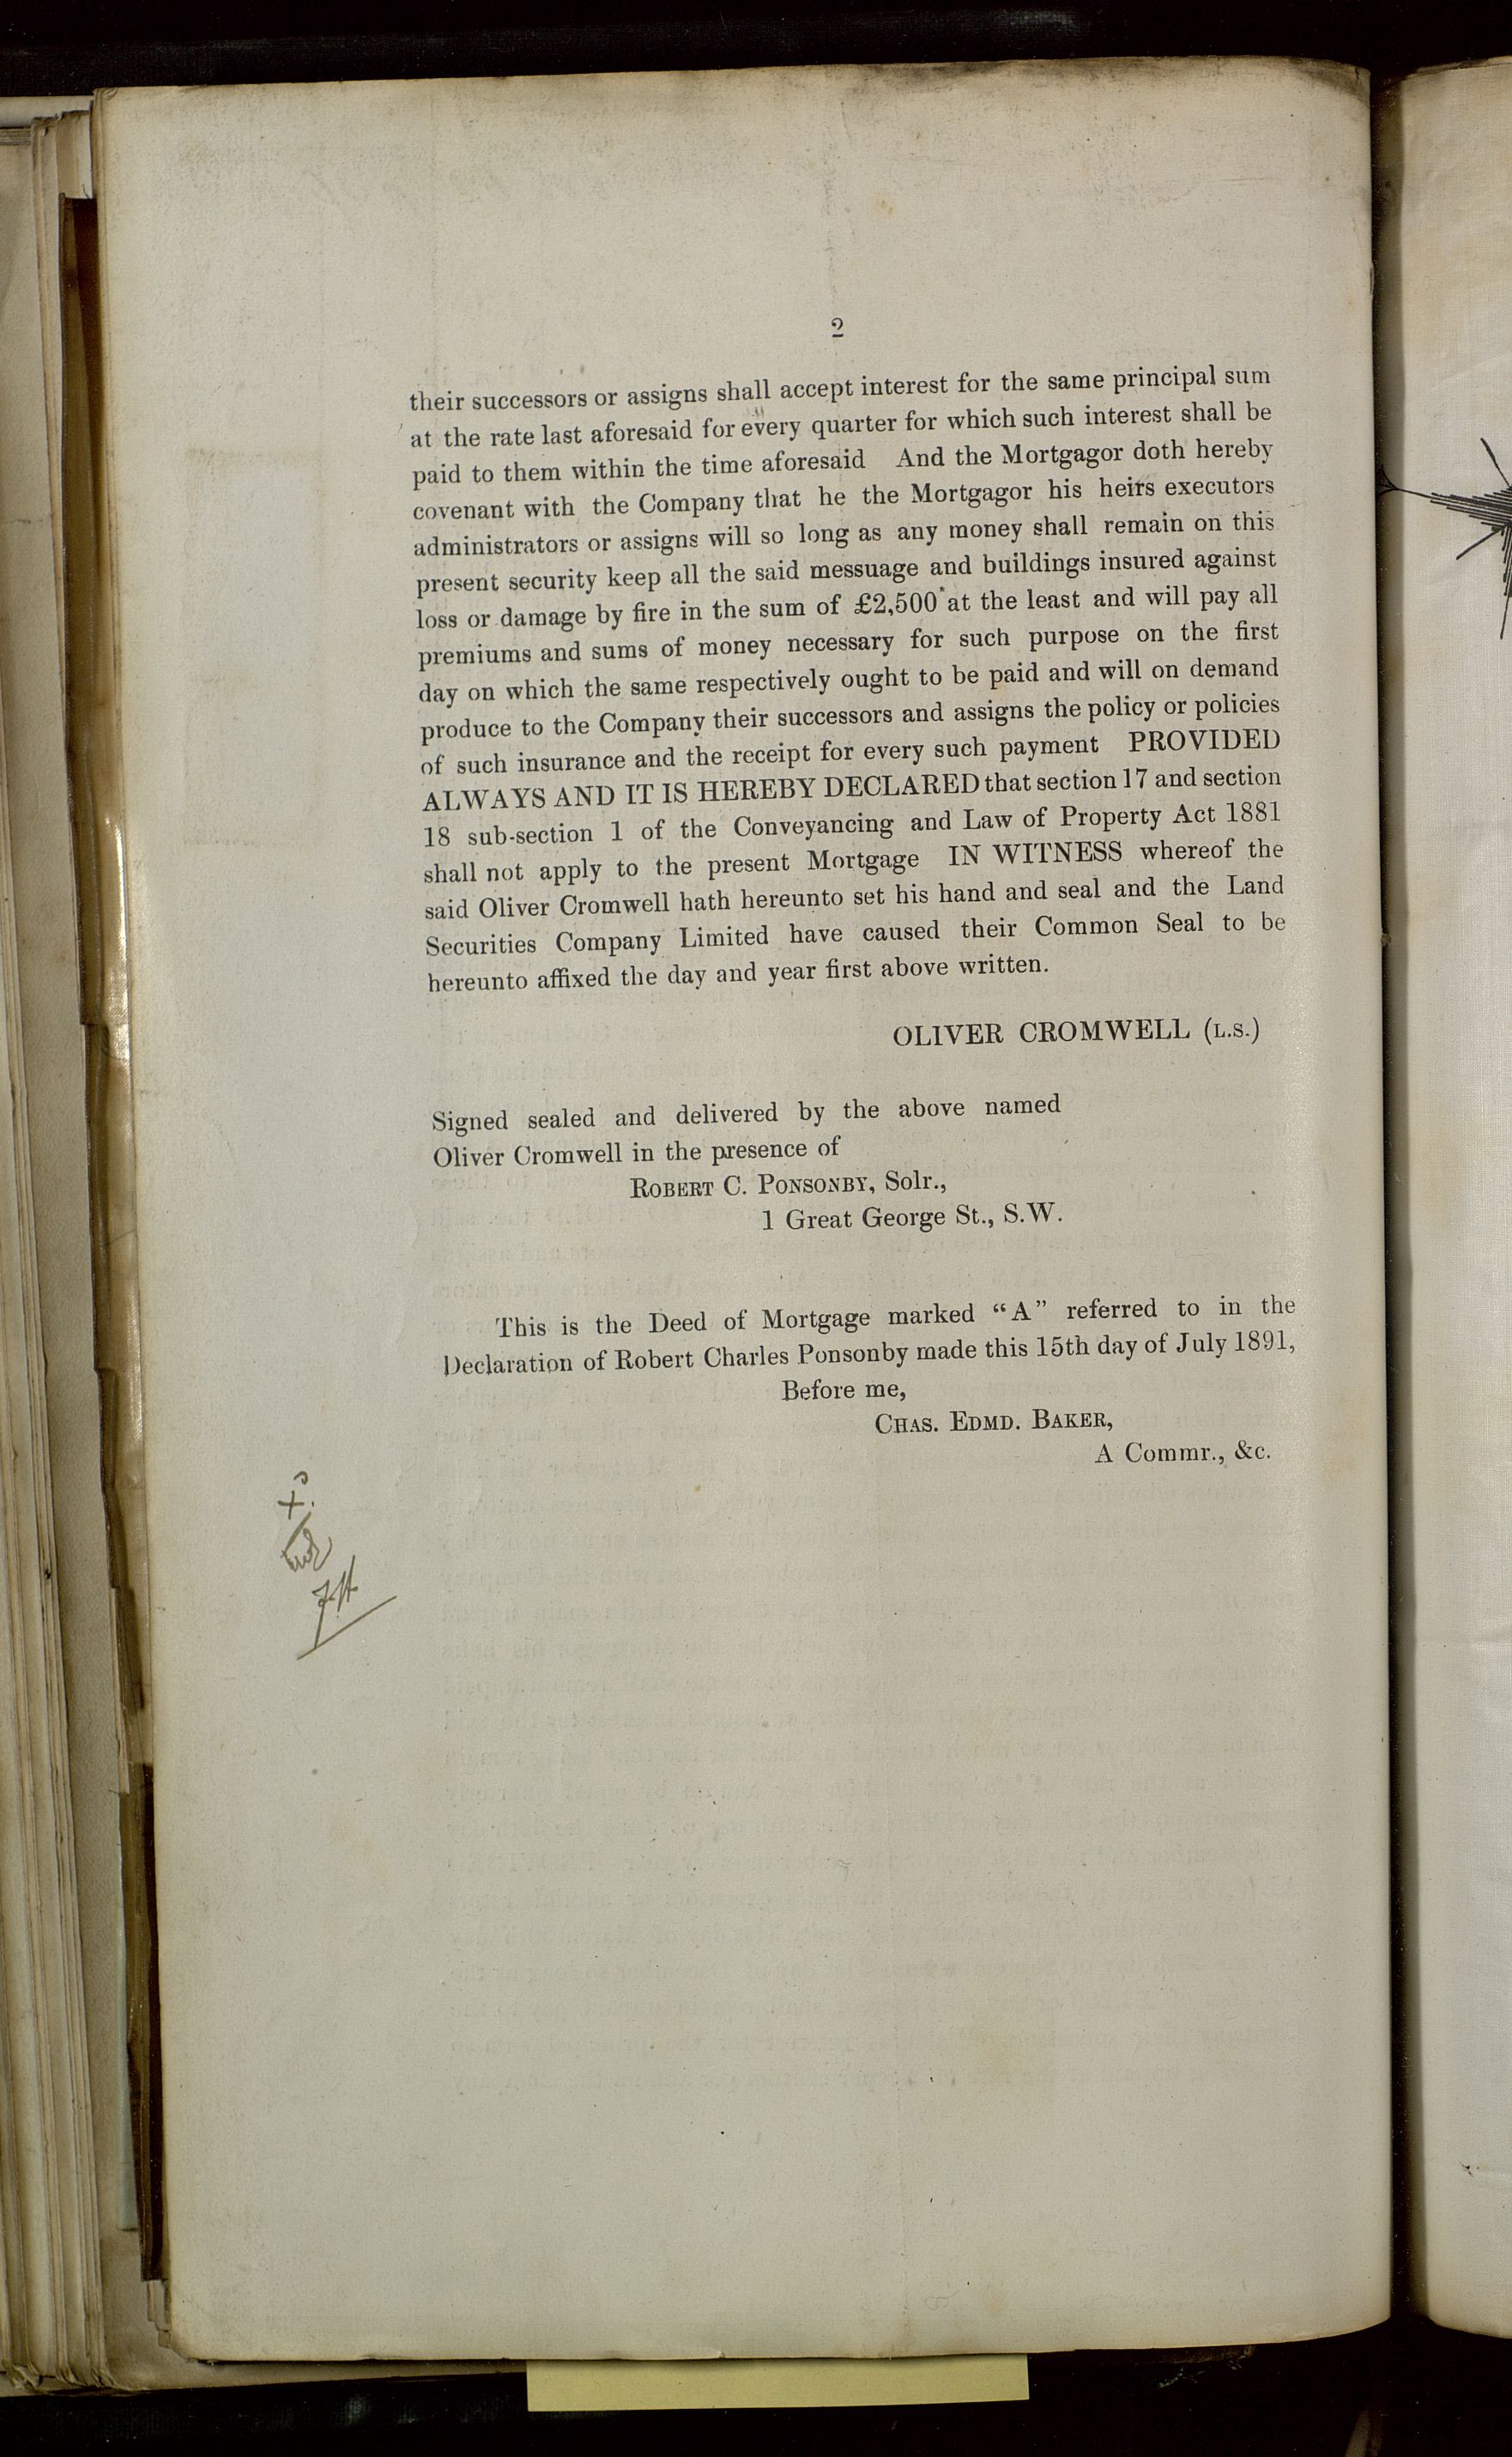 2
their successors or assigns shall accept interest for the same principal sum
at the rate last aforesaid for every quarter for which such interest shall be
paid to them within the time aforesaid And the Mortgagor doth hereby
covenant with the Company that he the Mortgagor his heirs executors
administrators or assigns will so long as any money shall remain on this
present security keep all the said messuage and buildings insured against
loss or damage by fire in the sum of £2,500 at the least and will pay all
premiums and sums of money necessary for such purpose on the first
day on which the same respectively ought to be paid and will on demand
produce to the Company their successors and assigns the policy or policies
of such insurance and the receipt for every such payment PROVIDED
ALWAYS AND IT IS HEREBY DECLARED that section 17 and section
18 sub-section 1 of the Conveyancing and Law of Property Act 1881
shall not apply to the present Mortgage IN WITNESS whereof the
said Oliver Cromwell hath hereunto set his hand and seal and the Land
Securities Company Limited have caused their Common Seal to be
hereunto affixed the day and year first above written.
OLIVER CROMWELL (L.S.)
Signed sealed and delivered by the above named
Oliver Cromwell in the presence of
ROBERT C. PONSONBY, Solr.,
1 Great George St., S.W.
This is the Deed of Mortgage marked “A” referred to in the
Declaration of Robert Charles Ponsonby made this 15th day of July 1891,
Before me,
CHAS. EDMD. BAKER,
A Commr., &c.